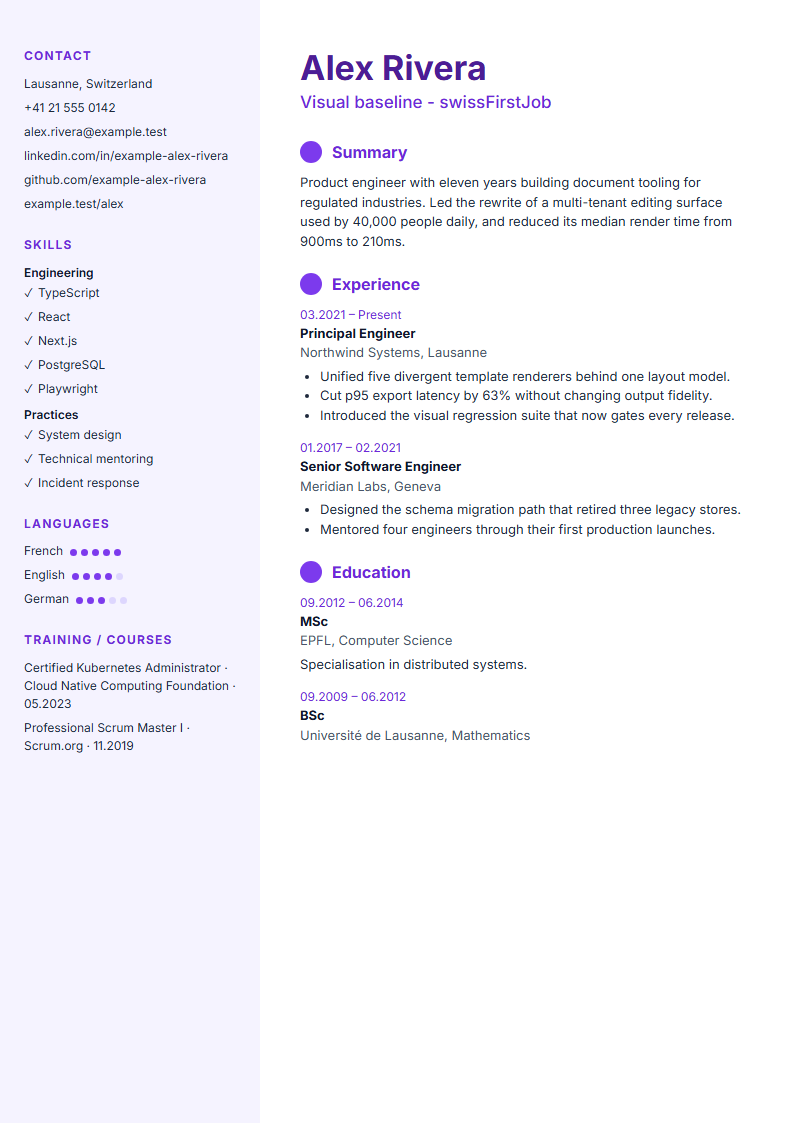 CONTACT
Lausanne, Switzerland
+41 21 555 0142
alex.rivera@example.test
linkedin.com/in/example-alex-rivera
github.com/example-alex-rivera
example.test/alex
SKILLS
Engineering
✓ TypeScript
✓ React
✓ Next.js
✓ PostgreSQL
✓ Playwright
Practices
✓ System design
✓ Technical mentoring
✓ Incident response
LANGUAGES
French
English
German
TRAINING / COURSES
Certified Kubernetes Administrator ·
Cloud Native Computing Foundation ·
05.2023
Professional Scrum Master I ·
Scrum.org · 11.2019
Alex Rivera
Visual baseline - swissFirstJob
Summary
Product engineer with eleven years building document tooling for
regulated industries. Led the rewrite of a multi-tenant editing surface
used by 40,000 people daily, and reduced its median render time from
900ms to 210ms.
Experience
03.2021 – Present
Principal Engineer
Northwind Systems, Lausanne
• Unified five divergent template renderers behind one layout model.
• Cut p95 export latency by 63% without changing output fidelity.
• Introduced the visual regression suite that now gates every release.
01.2017 – 02.2021
Senior Software Engineer
Meridian Labs, Geneva
• Designed the schema migration path that retired three legacy stores.
• Mentored four engineers through their first production launches.
Education
09.2012 – 06.2014
MSc
EPFL, Computer Science
Specialisation in distributed systems.
09.2009 – 06.2012
BSc
Université de Lausanne, Mathematics